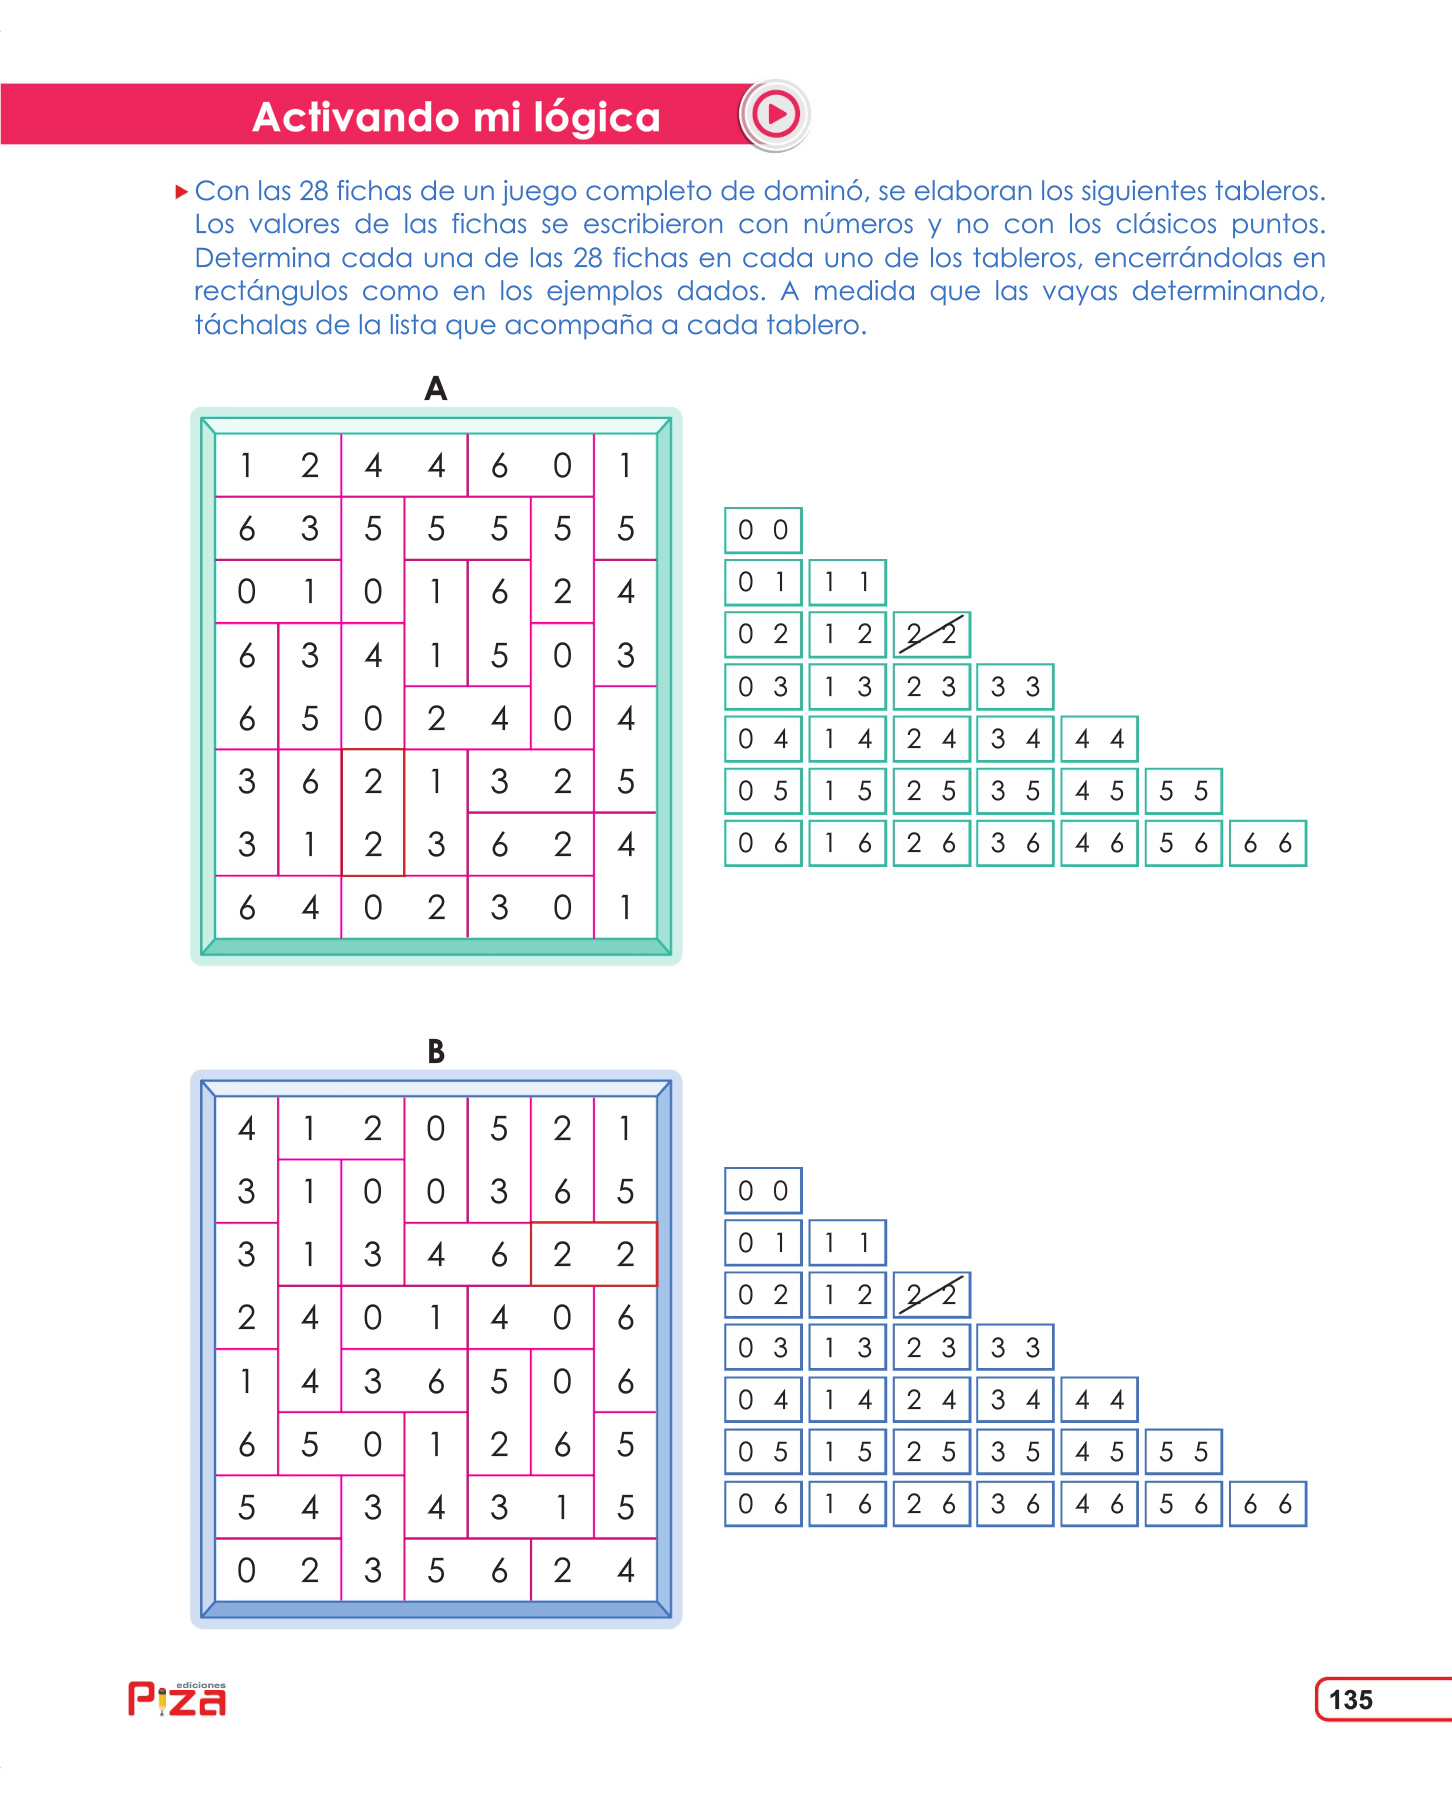 Activando mi lógica
Con las 28 fichas de un juego completo de dominó, se elaboran los siguientes tableros.
Los valores de las fichas se escribieron con números y no con los clásicos puntos.
Determina cada una de las 28 fichas en cada uno de los tableros, encerrándolas en
rectángulos como en los ejemplos dados. A medida que las vayas determinando,
táchalas de la lista que acompaña a cada tablero.
A
1 2 4 4 6 0 1
6 3 5 5 5 5 5
0 1 0 1 6 2 4
6 3 4 1 5 0 3
6 5 0 2 4 0 4
3 6 2 1 3 2 5
3 1 2 3 6 2 4
6 4 0 2 3 0 1
0 0
0 1 1 1
0 2 1 2 2 2
0 3 1 3 2 3 3 3
0 4 1 4 2 4 3 4 4 4
0 5 1 5 2 5 3 5 4 5 5 5
0 6 1 6 2 6 3 6 4 6 5 6 6 6
B
4 1 2 0 5 2 1
3 1 0 0 3 6 5
3 1 3 4 6 2 2
2 4 0 1 4 0 6
1 4 3 6 5 0 6
6 5 0 1 2 6 5
5 4 3 4 3 1 5
0 2 3 5 6 2 4
0 0
0 1 1 1
0 2 1 2 2 2
0 3 1 3 2 3 3 3
0 4 1 4 2 4 3 4 4 4
0 5 1 5 2 5 3 5 4 5 5 5
0 6 1 6 2 6 3 6 4 6 5 6 6 6
ediciones
Piza
135